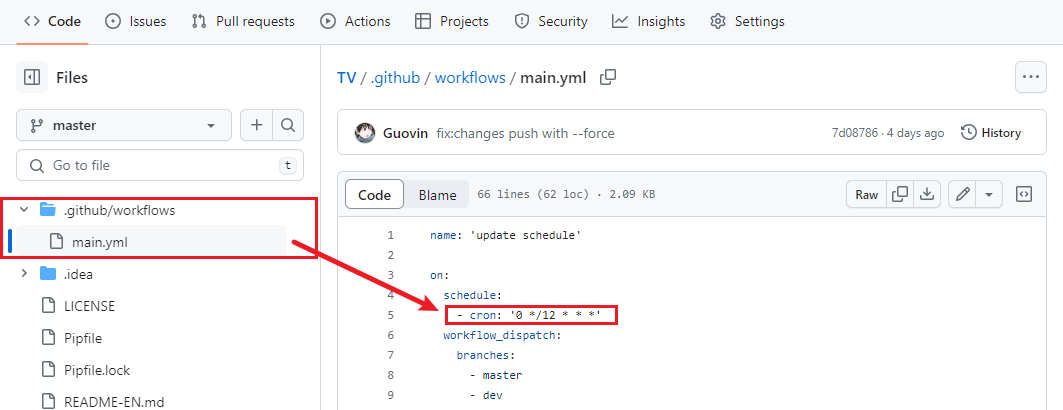 Code Issues Pull requests Actions Projects Security Insights Settings
Files
TV / .github / workflows / main.yml
master
Guovin fix:changes push with --force 7d08786 · 4 days ago History
Go to file t
Code Blame 66 lines (62 loc) · 2.09 KB Raw
.github/workflows
main.yml
.idea
LICENSE
Pipfile
Pipfile.lock
README-EN.md
1 name: 'update schedule'
2
3 on:
4 schedule:
5 - cron: '0 */12 * * *'
6 workflow_dispatch:
7 branches:
8 - master
9 - dev